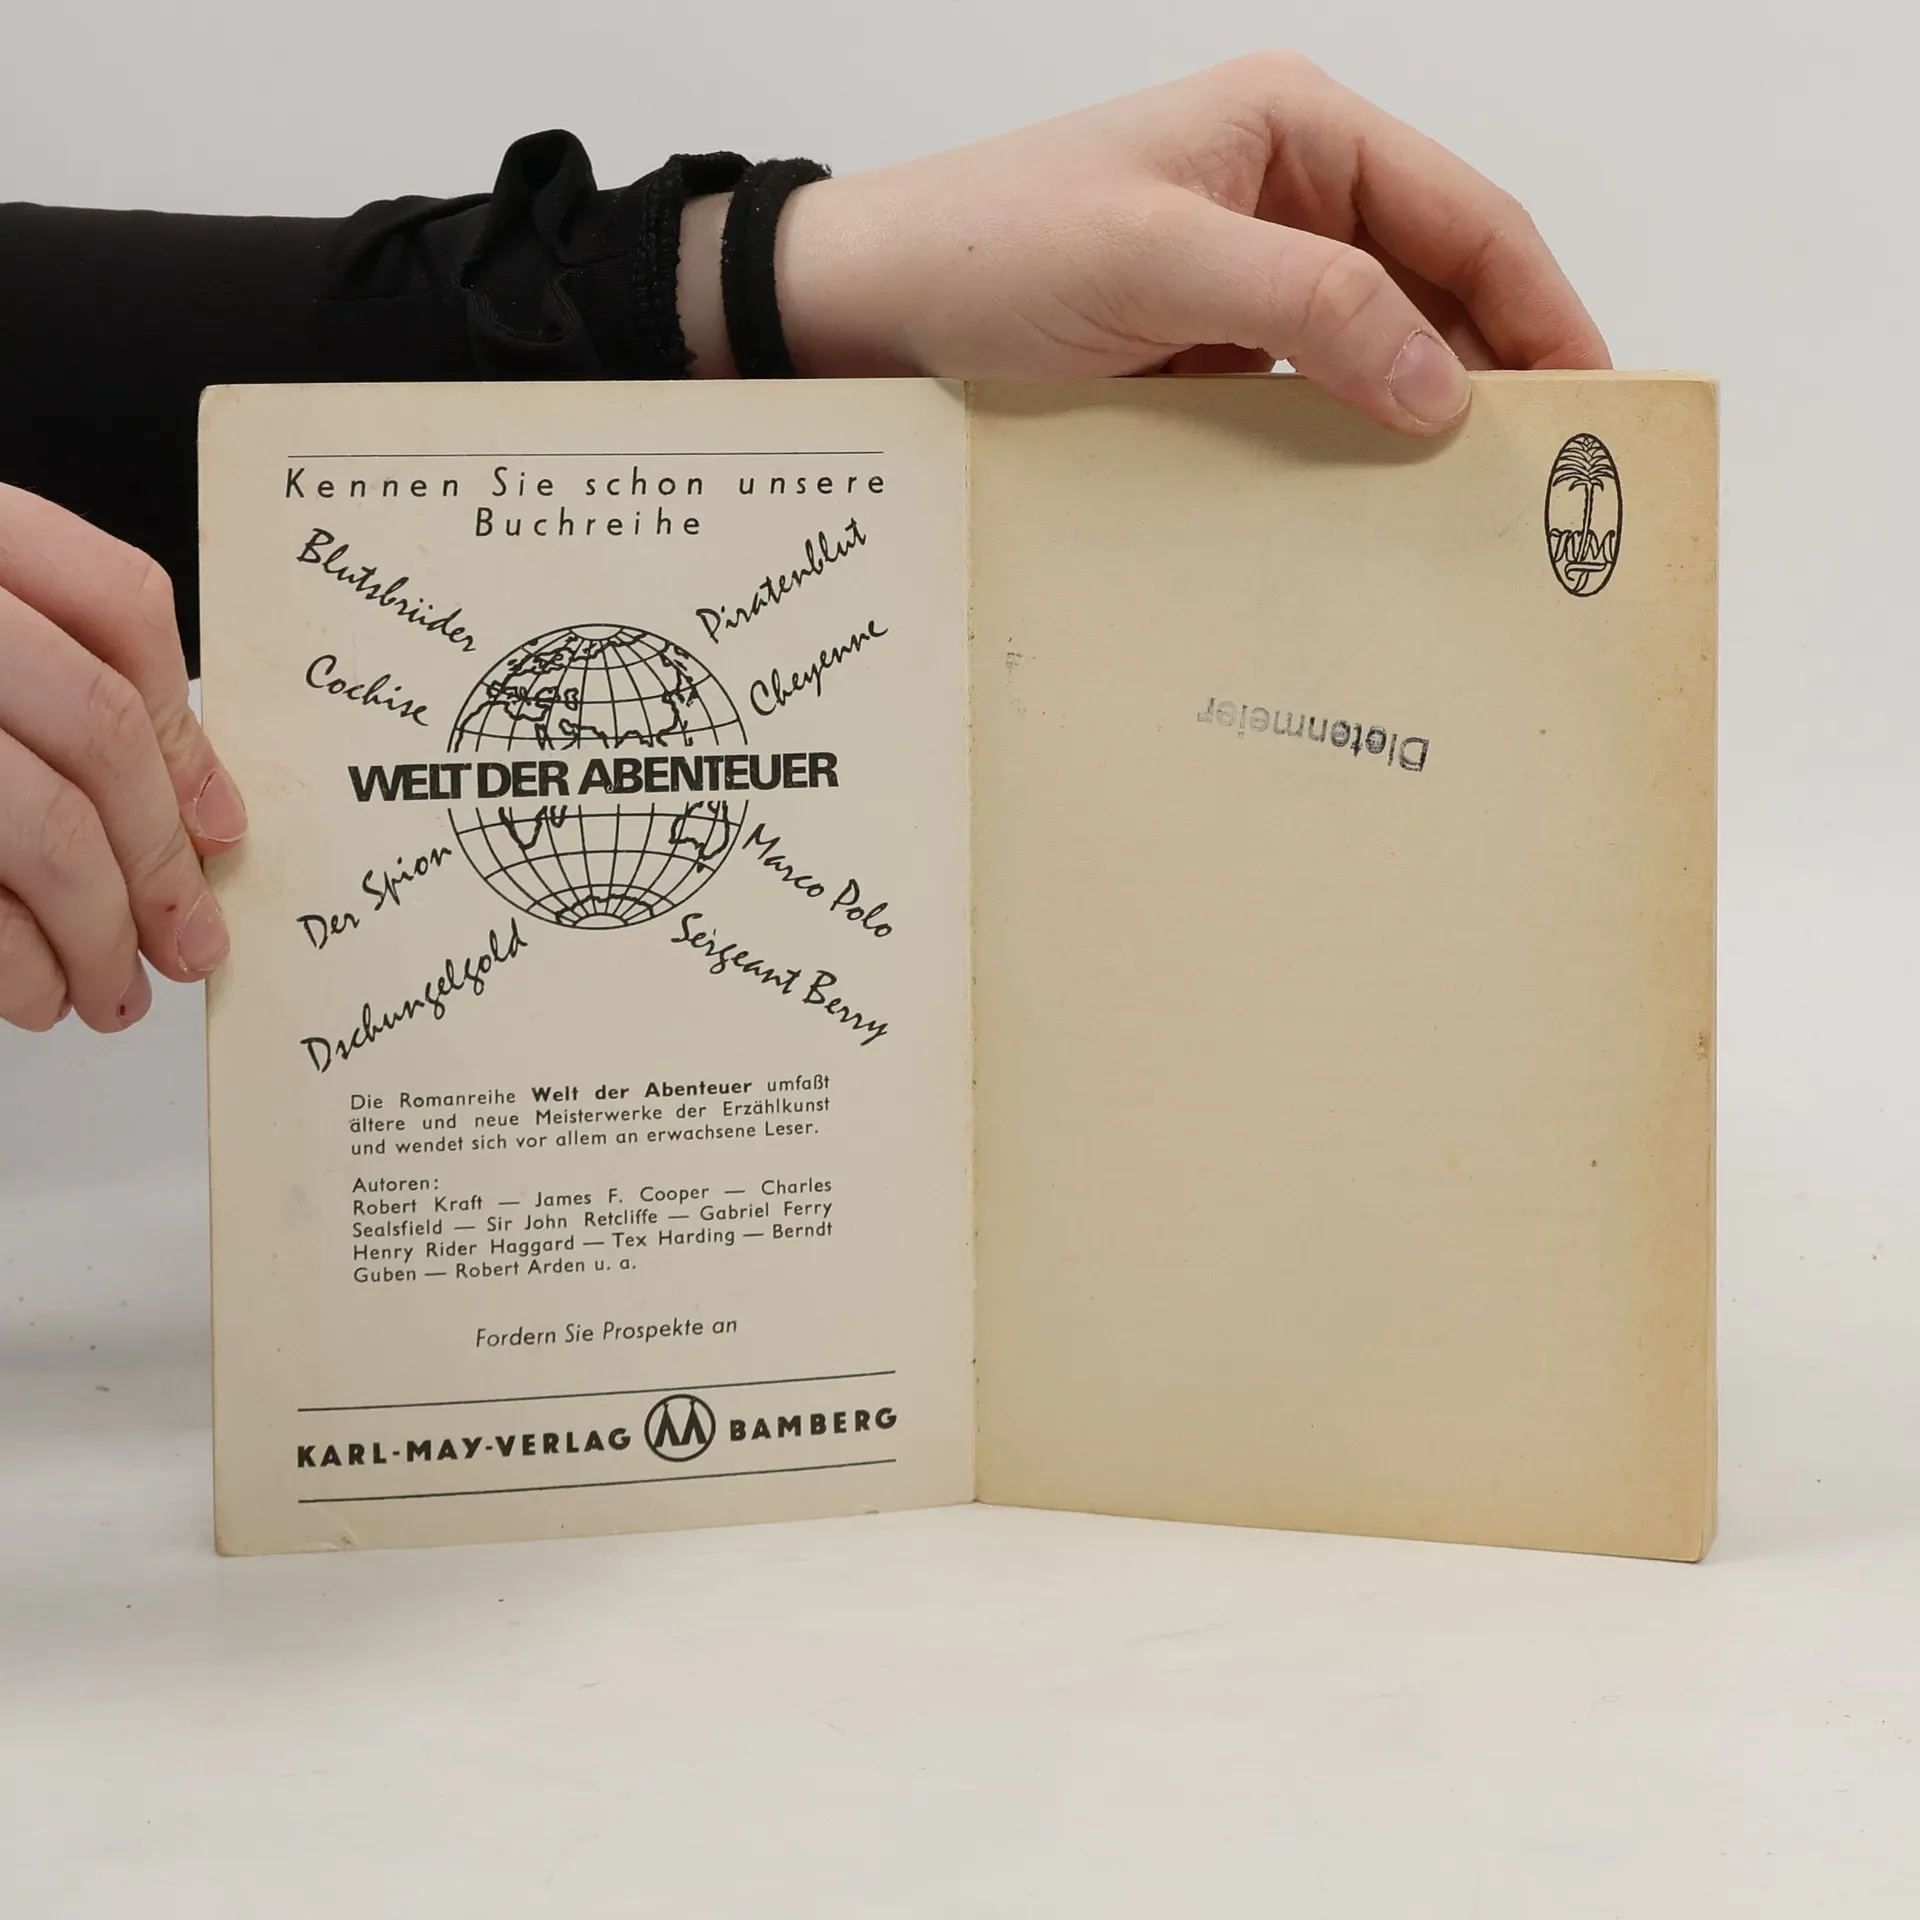 Kennen Sie schon unsere
Buchreihe
Blutsbrüder
Piratenblut
Cochise
Cheyenne
WELT DER ABENTEUER
Der Spion
Marco Polo
Dschungelgold
Sergeant Berry
Die Romanreihe Welt der Abenteuer umfaßt
ältere und neue Meisterwerke der Erzählkunst
und wendet sich vor allem an erwachsene Leser.
Autoren:
Robert Kraft — James F. Cooper — Charles
Sealsfield — Sir John Retcliffe — Gabriel Ferry
Henry Rider Haggard — Tex Harding — Berndt
Guben — Robert Arden u. a.
Fordern Sie Prospekte an
KARL-MAY-VERLAG BAMBERG
Dietenmeier